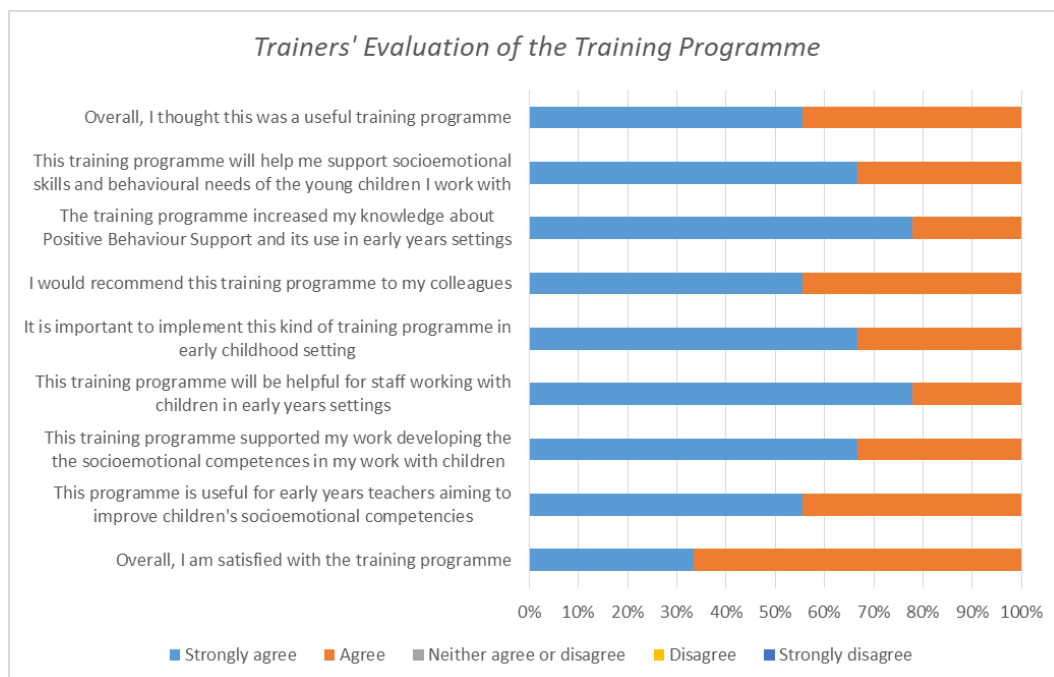 Trainers' Evaluation of the Training Programme
Overall, I thought this was a useful training programme
This training programme will help me support socioemotional
skills and behavioural needs of the young children I work with
The training programme increased my knowledge about
Positive Behaviour Support and its use in early years settings
I would recommend this training programme to my colleagues
It is important to implement this kind of training programme in
early childhood setting
This training programme will be helpful for staff working with
children in early years settings
This training programme supported my work developing the
the socioemotional competences in my work with children
This programme is useful for early years teachers aiming to
improve children's socioemotional competencies
Overall, I am satisfied with the training programme
0% 10% 20% 30% 40% 50% 60% 70% 80% 90% 100%
Strongly agree Agree Neither agree or disagree Disagree Strongly disagree